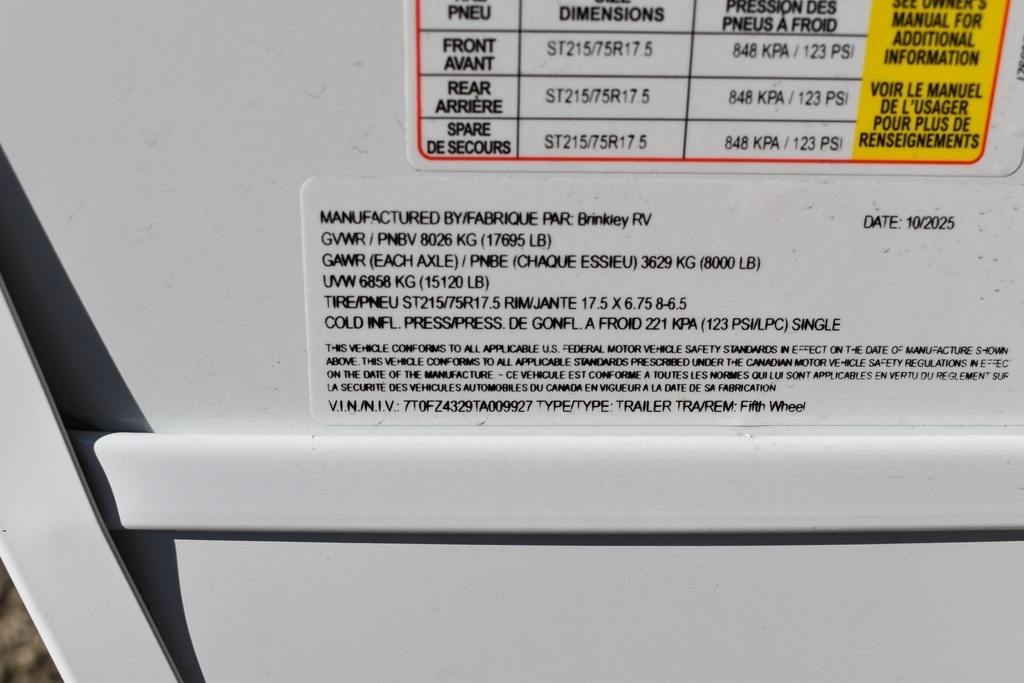 PNEU
DIMENSIONS
PRESSION DES
PNEUS À FROID
SEE OWNER'S
MANUAL FOR
ADDITIONAL
INFORMATION
VOIR LE MANUEL
DE L'USAGER
POUR PLUS DE
RENSEIGNEMENTS
FRONT
AVANT
ST215/75R17.5
848 KPA / 123 PSI
REAR
ARRIÈRE
ST215/75R17.5
848 KPA / 123 PSI
SPARE
DE SECOURS
ST215/75R17.5
848 KPA / 123 PSI
MANUFACTURED BY/FABRIQUE PAR: Brinkley RV DATE: 10/2025
GVWR / PNBV 8026 KG (17695 LB)
GAWR (EACH AXLE) / PNBE (CHAQUE ESSIEU) 3629 KG (8000 LB)
UVW 6858 KG (15120 LB)
TIRE/PNEU ST215/75R17.5 RIM/JANTE 17.5 X 6.75 8-6.5
COLD INFL. PRESS/PRESS. DE GONFL. A FROID 221 KPA (123 PSI/LPC) SINGLE
THIS VEHICLE CONFORMS TO ALL APPLICABLE U.S. FEDERAL MOTOR VEHICLE SAFETY STANDARDS IN EFFECT ON THE DATE OF MANUFACTURE SHOWN
ABOVE. THIS VEHICLE CONFORMS TO ALL APPLICABLE STANDARDS PRESCRIBED UNDER THE CANADIAN MOTOR VEHICLE SAFETY REGULATIONS IN EFFEC
ON THE DATE OF THE MANUFACTURE - CE VEHICULE EST CONFORME A TOUTES LES NORMES QUI LUI SONT APPLICABLES EN VERTU DU REGLEMENT SUR
LA SECURITE DES VEHICULES AUTOMOBILES DU CANADA EN VIGUEUR A LA DATE DE SA FABRICATION
V.I.N./N.I.V.: 7T0FZ4329TA009927 TYPE/TYPE: TRAILER TRA/REM: Fifth Wheel